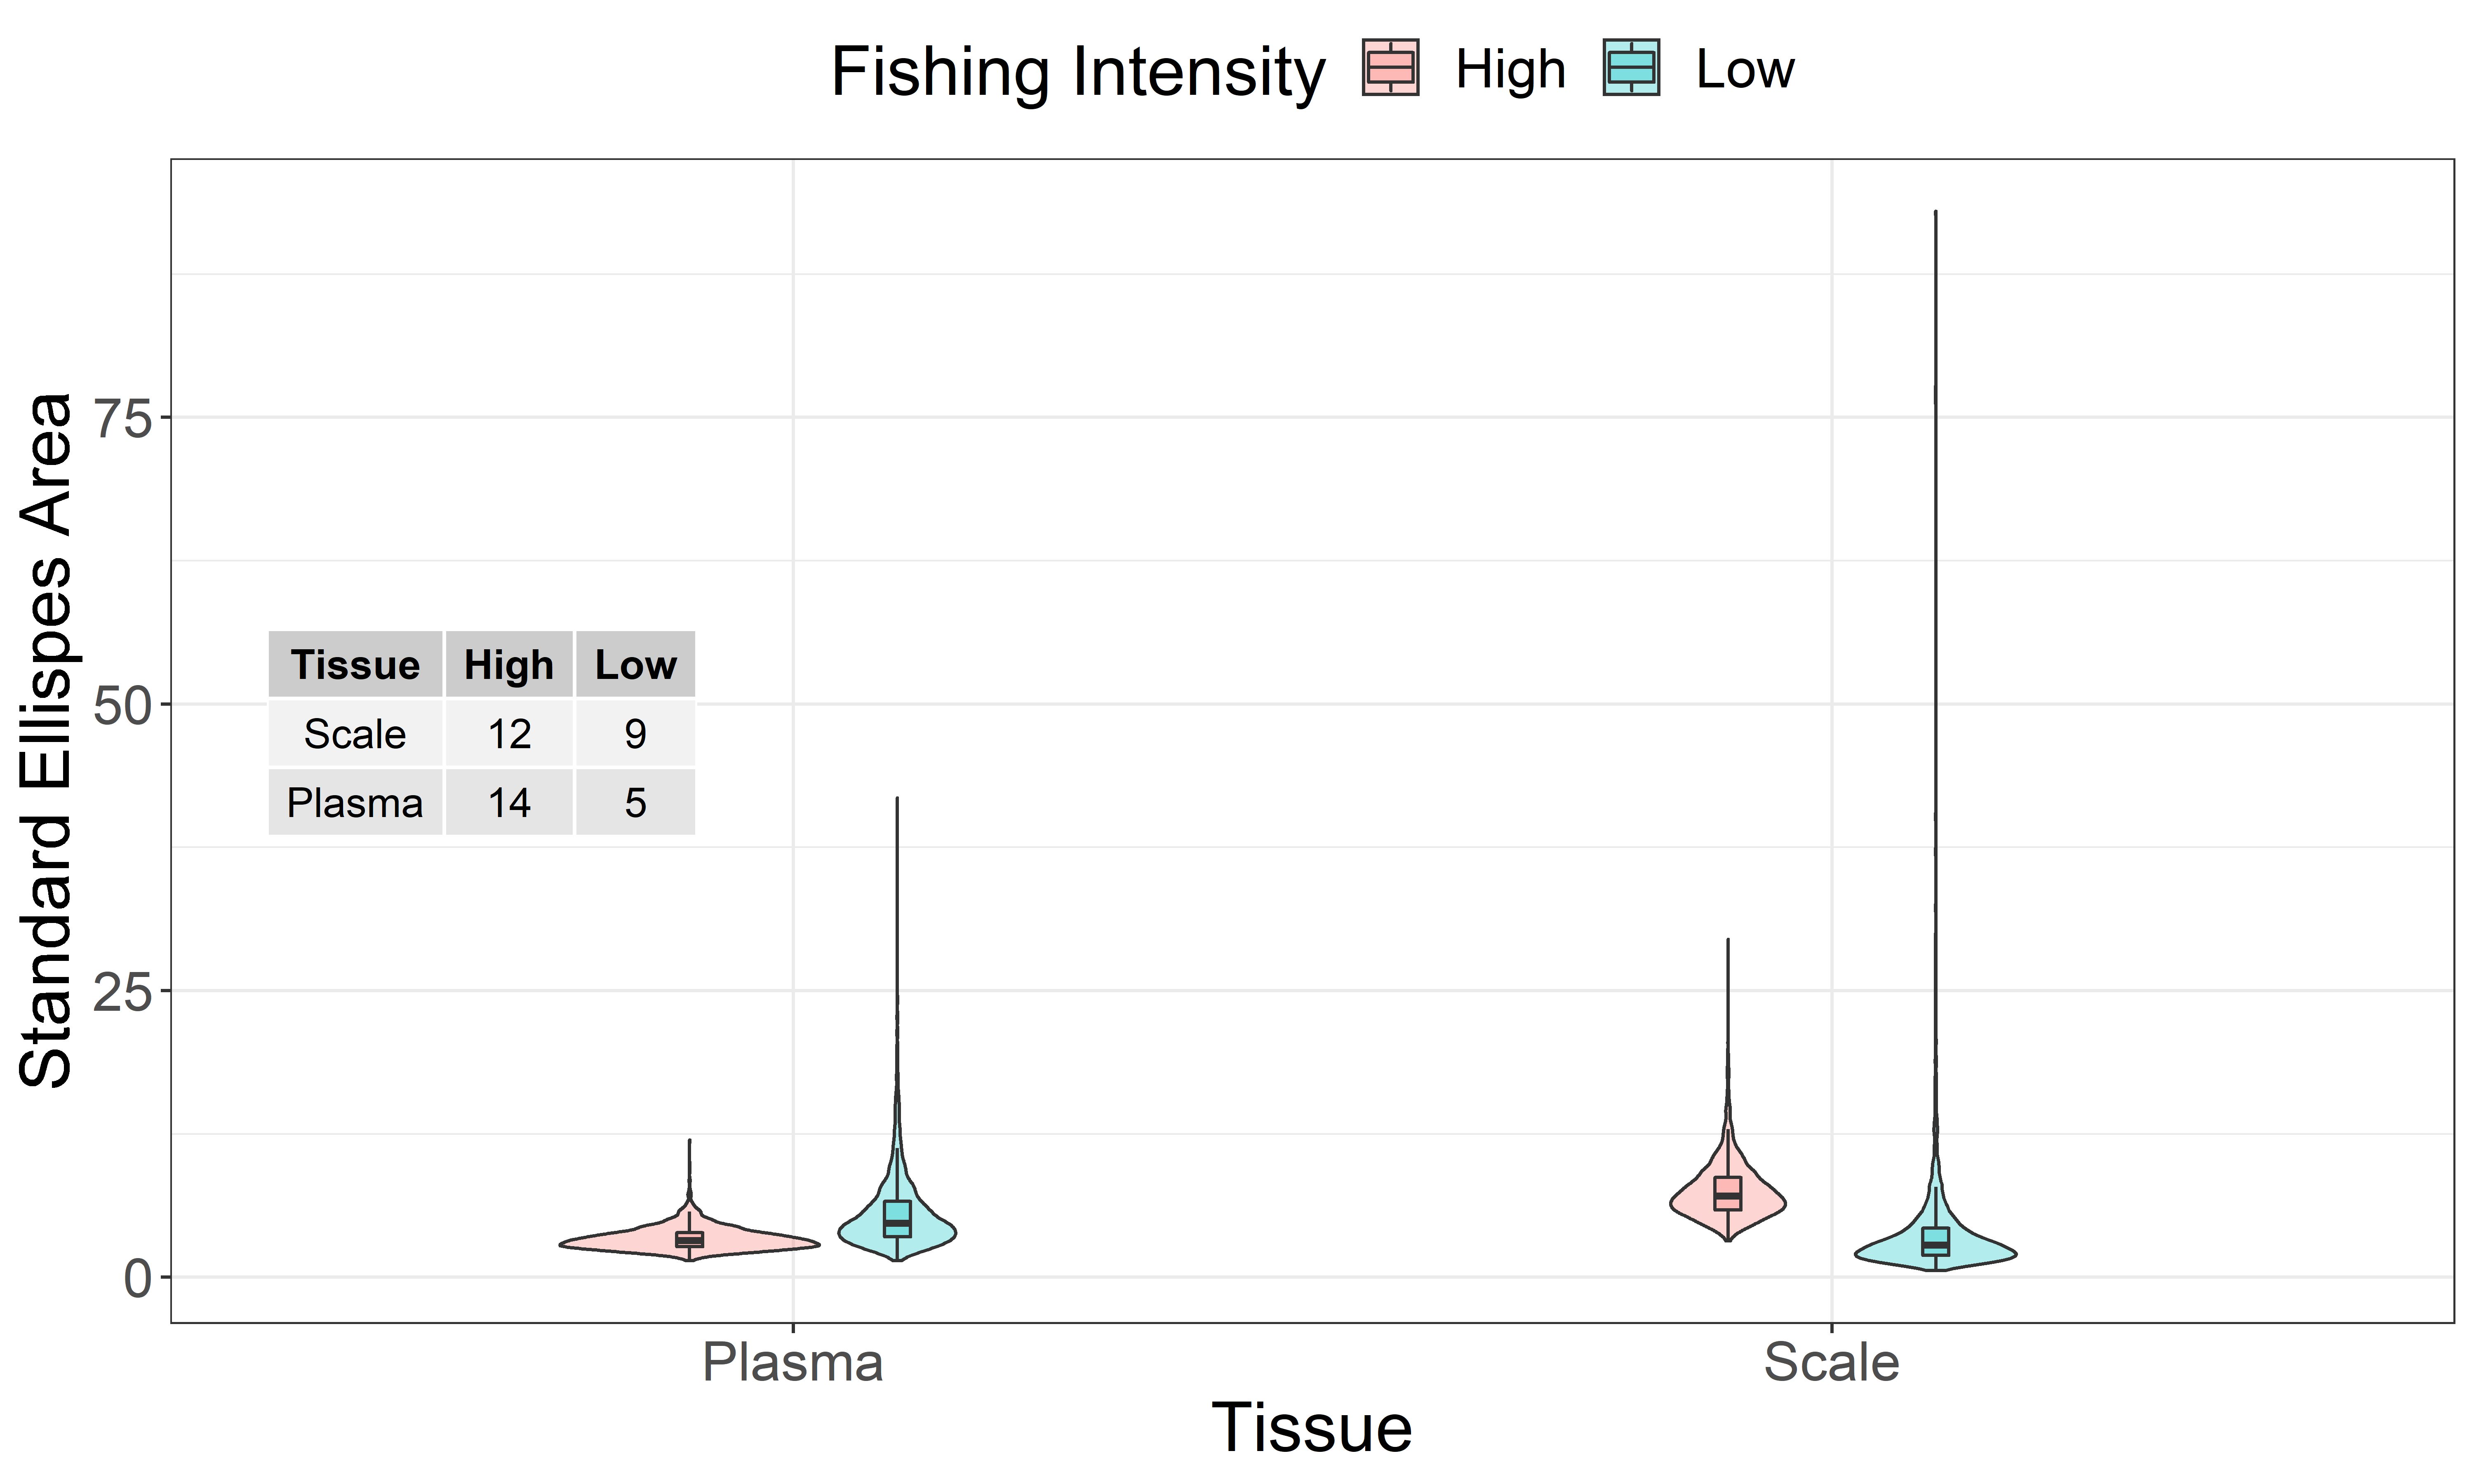 Fishing Intensity High Low
Standard Ellispes Area
75
50
25
0
Tissue High Low
Scale 12 9
Plasma 14 5
Plasma Scale
Tissue